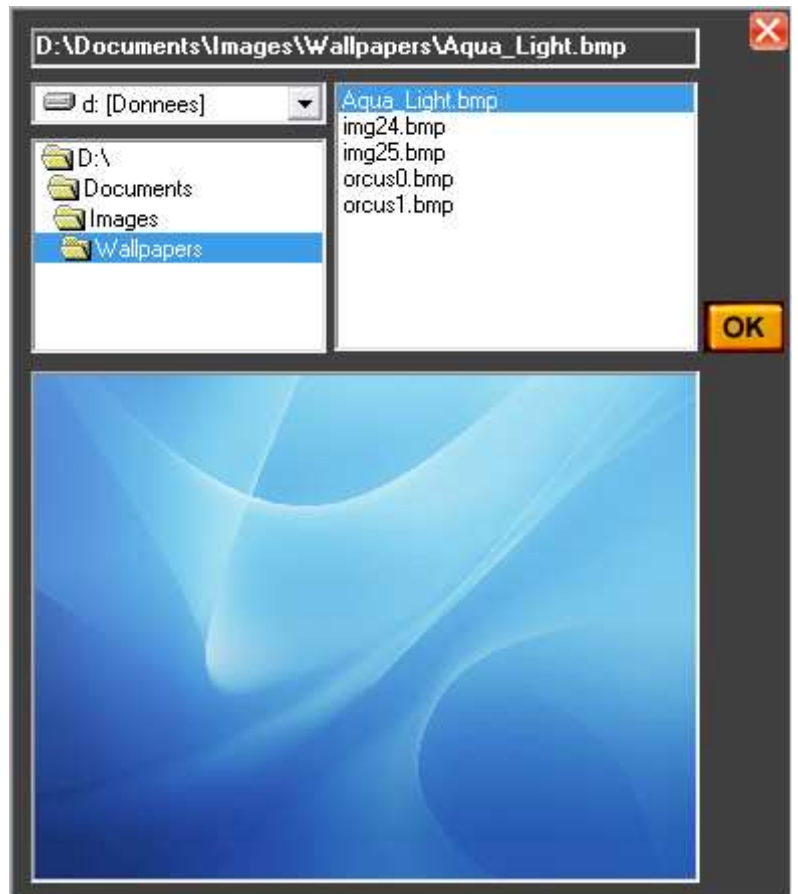 D:\Documents\Images\Wallpapers\Aqua_Light.bmp
d: [Donnees]
D:\
Documents
Images
Wallpapers
Aqua_Light.bmp
img24.bmp
img25.bmp
orcus0.bmp
orcus1.bmp
OK